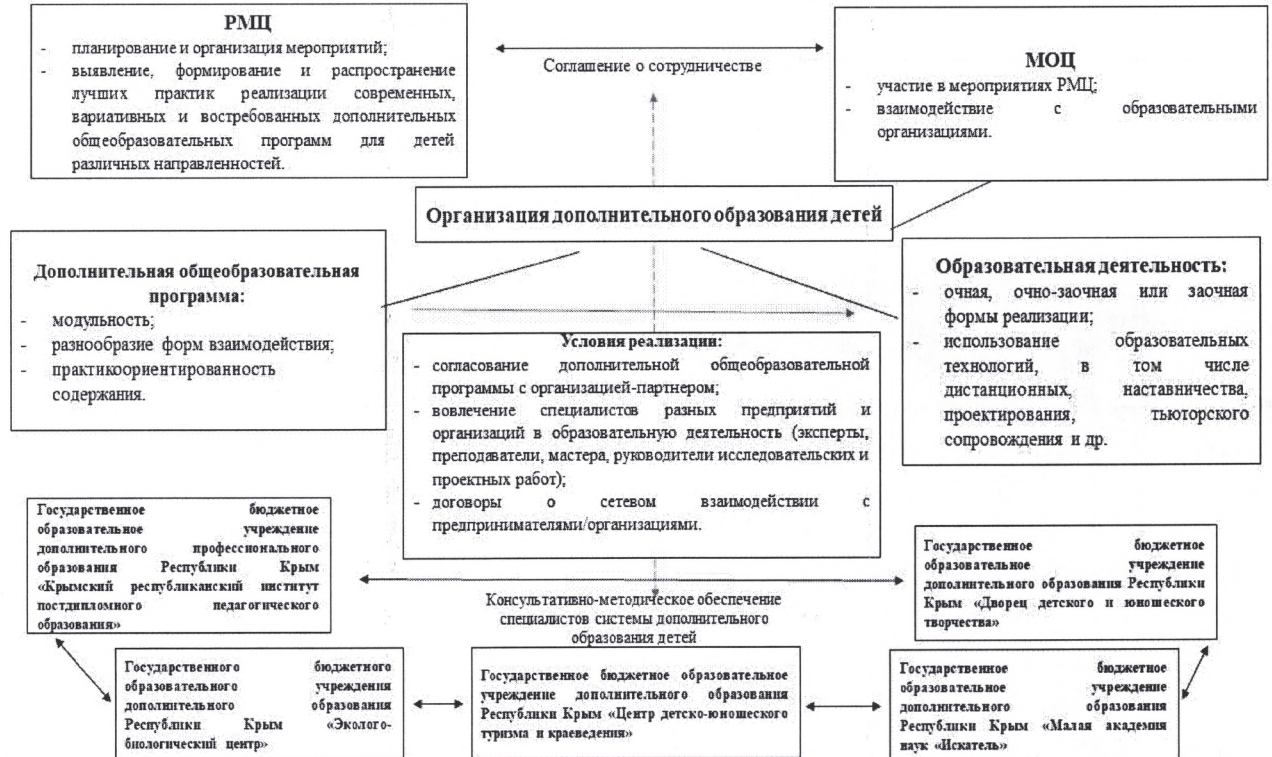 РМЦ
- планирование и организация мероприятий;
- выявление, формирование и распространение
лучших практик реализации современных,
вариативных и востребованных дополнительных
общеобразовательных программ для детей
различных направленностей.
Соглашение о сотрудничестве
МОЦ
- участие в мероприятиях РМЦ;
- взаимодействие с образовательными
организациями.
Организация дополнительного образования детей
Дополнительная общеобразовательная
программа:
- модульность;
- разнообразие форм взаимодействия;
- практикоориентированность
содержания.
Условия реализации:
- согласование дополнительной общеобразовательной
программы с организацией-партнером;
- вовлечение специалистов разных предприятий и
организаций в образовательную деятельность (эксперты,
преподаватели, мастера, руководители исследовательских и
проектных работ);
- договоры о сетевом взаимодействии с
предпринимателями/организациями.
Образовательная деятельность:
- очная, очно-заочная или заочная
формы реализации;
- использование образовательных
технологий, в том числе
дистанционных, наставничества,
проектирования, тьюторского
сопровождения и др.
Государственное бюджетное
образовательное учреждение
дополнительного профессионального
образования Республики Крым
«Крымский республиканский институт
постдипломного педагогического
образования»
Консультативно-методическое обеспечение
специалистов системы дополнительного
образования детей
Государственное бюджетное
образовательное учреждение
дополнительного образования Республики
Крым «Дворец детского и юношеского
творчества»
Государственного бюджетного
образовательного учреждения
дополнительного образования
Республики Крым «Эколого-
биологический центр»
Государственное бюджетное образовательное
учреждение дополнительного образования
Республики Крым «Центр детско-юношеского
туризма и краеведения»
Государственное бюджетное
образовательное учреждение
дополнительного образования
Республики Крым «Малая академия
наук «Искатель»